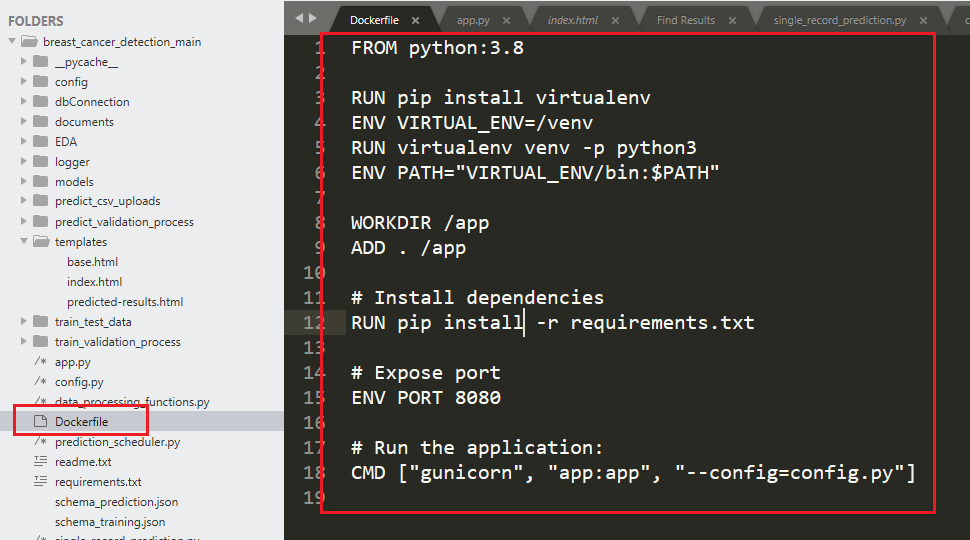 FOLDERS
breast_cancer_detection_main
__pycache__
config
dbConnection
documents
EDA
logger
models
predict_csv_uploads
predict_validation_process
templates
base.html
index.html
predicted-results.html
train_test_data
train_validation_process
/* app.py
/* config.py
/* data_processing_functions.py
Dockerfile
/* prediction_scheduler.py
readme.txt
requirements.txt
schema_prediction.json
schema_training.json
/* single_record_prediction.py
Dockerfile × app.py × index.html × Find Results × single_record_prediction.py × c
1 FROM python:3.8
2
3 RUN pip install virtualenv
4 ENV VIRTUAL_ENV=/venv
5 RUN virtualenv venv -p python3
6 ENV PATH="VIRTUAL_ENV/bin:$PATH"
7
8 WORKDIR /app
9 ADD . /app
10
11 # Install dependencies
12 RUN pip install -r requirements.txt
13
14 # Expose port
15 ENV PORT 8080
16
17 # Run the application:
18 CMD ["gunicorn", "app:app", "--config=config.py"]
19